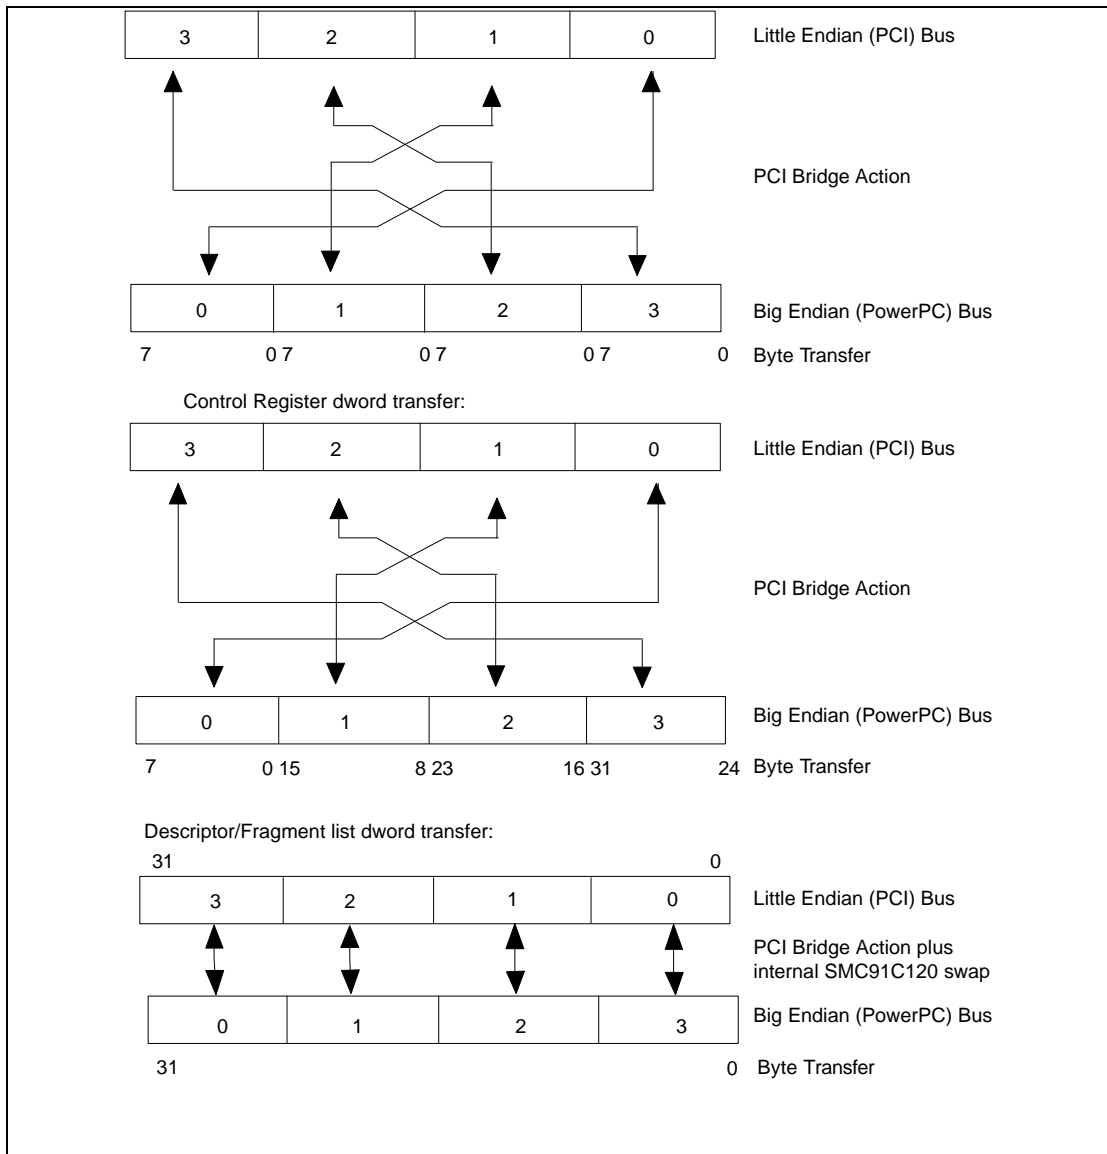 3 2 1 0 Little Endian (PCI) Bus
PCI Bridge Action
0 1 2 3 Big Endian (PowerPC) Bus
7 0 7 0 7 0 7 0 Byte Transfer
Control Register dword transfer:
3 2 1 0 Little Endian (PCI) Bus
PCI Bridge Action
0 1 2 3 Big Endian (PowerPC) Bus
7 0 15 8 23 16 31 24 Byte Transfer
Descriptor/Fragment list dword transfer:
31 0
3 2 1 0 Little Endian (PCI) Bus
PCI Bridge Action plus
internal SMC91C120 swap
0 1 2 3 Big Endian (PowerPC) Bus
31 0 Byte Transfer